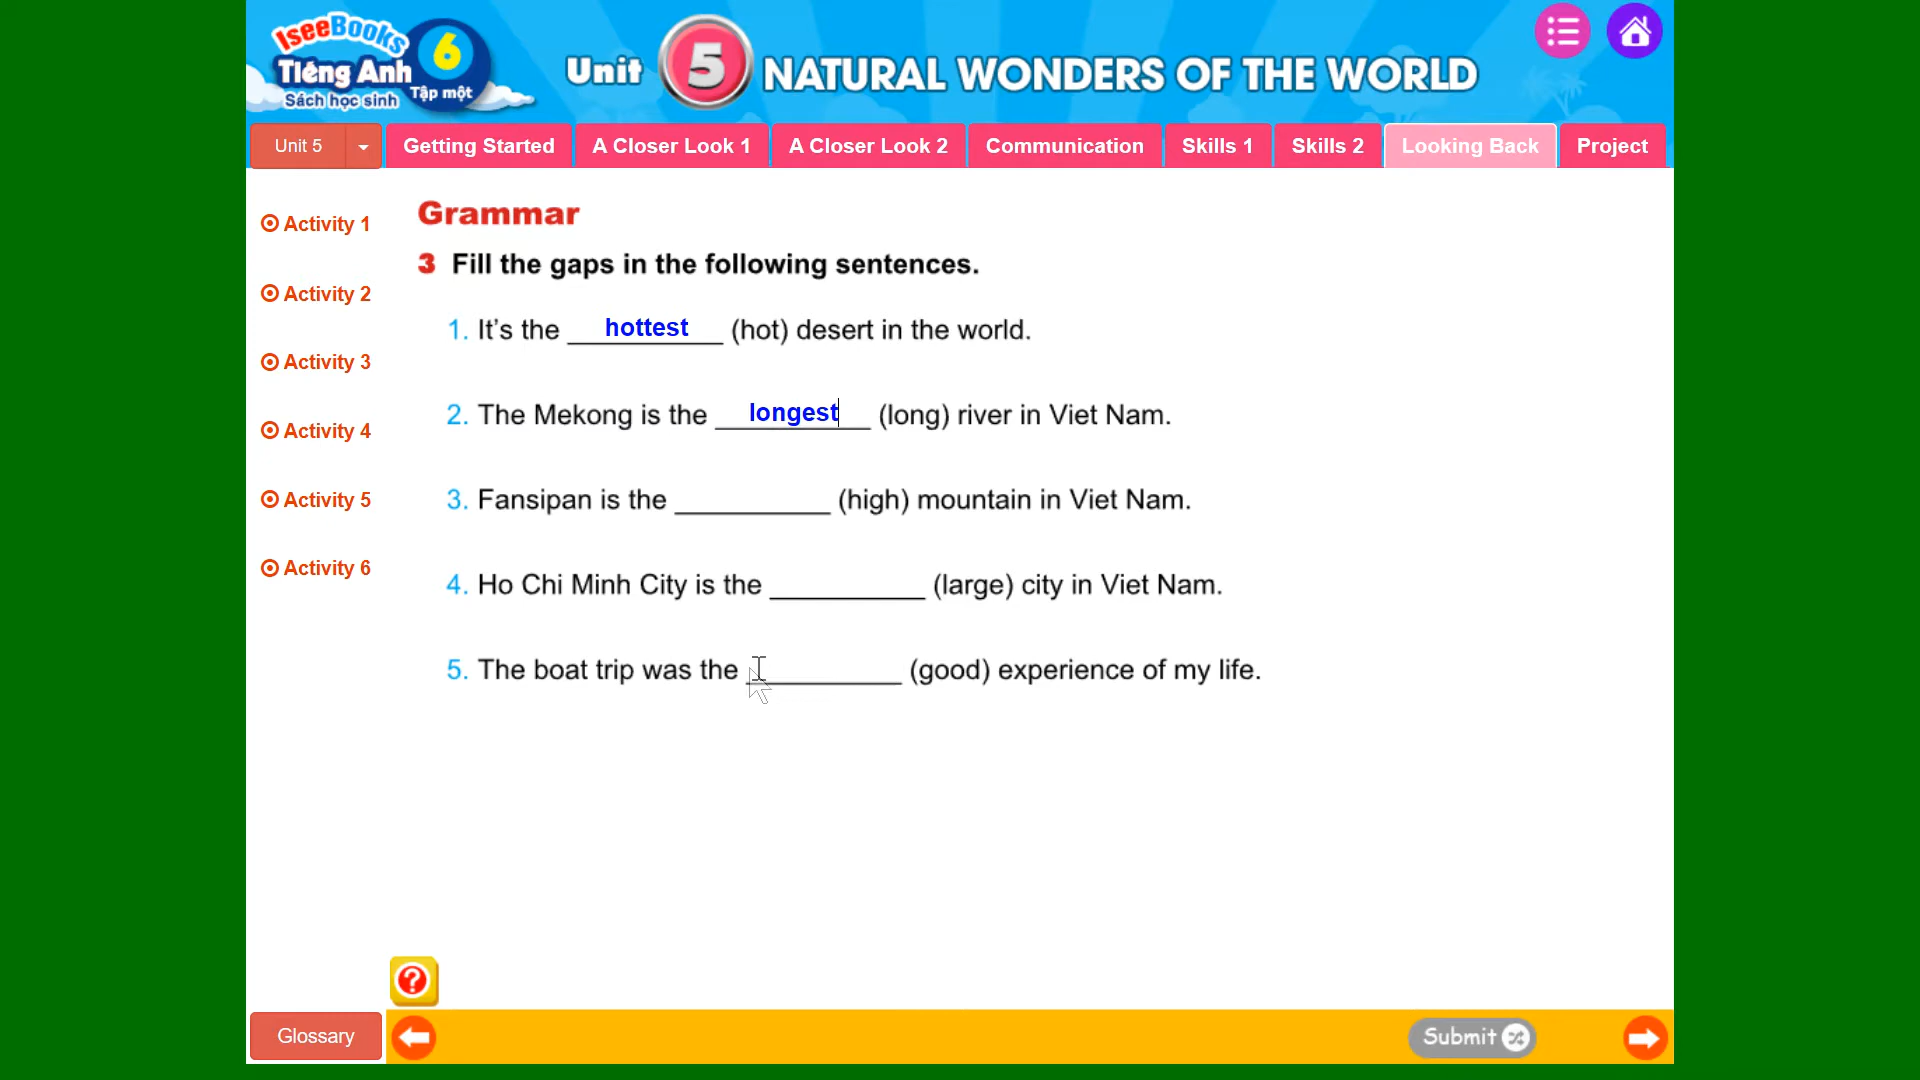 IseeBooks
Tiếng Anh 6
Sách học sinh Tập một
Unit 5 NATURAL WONDERS OF THE WORLD
Unit 5 Getting Started A Closer Look 1 A Closer Look 2 Communication Skills 1 Skills 2 Looking Back Project
Activity 1
Activity 2
Activity 3
Activity 4
Activity 5
Activity 6
Grammar
3 Fill the gaps in the following sentences.
1. It's the hottest (hot) desert in the world.
2. The Mekong is the longest (long) river in Viet Nam.
3. Fansipan is the ___________ (high) mountain in Viet Nam.
4. Ho Chi Minh City is the ___________ (large) city in Viet Nam.
5. The boat trip was the ___________ (good) experience of my life.
?
Glossary
Submit